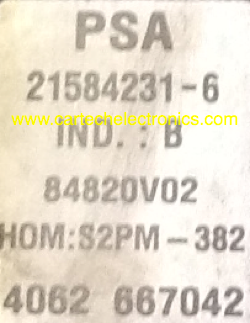 PSA
21584231-6
www.cartechelectronics.com
IND. : B
84820V02
HOM:S2PM-382
4062 667042